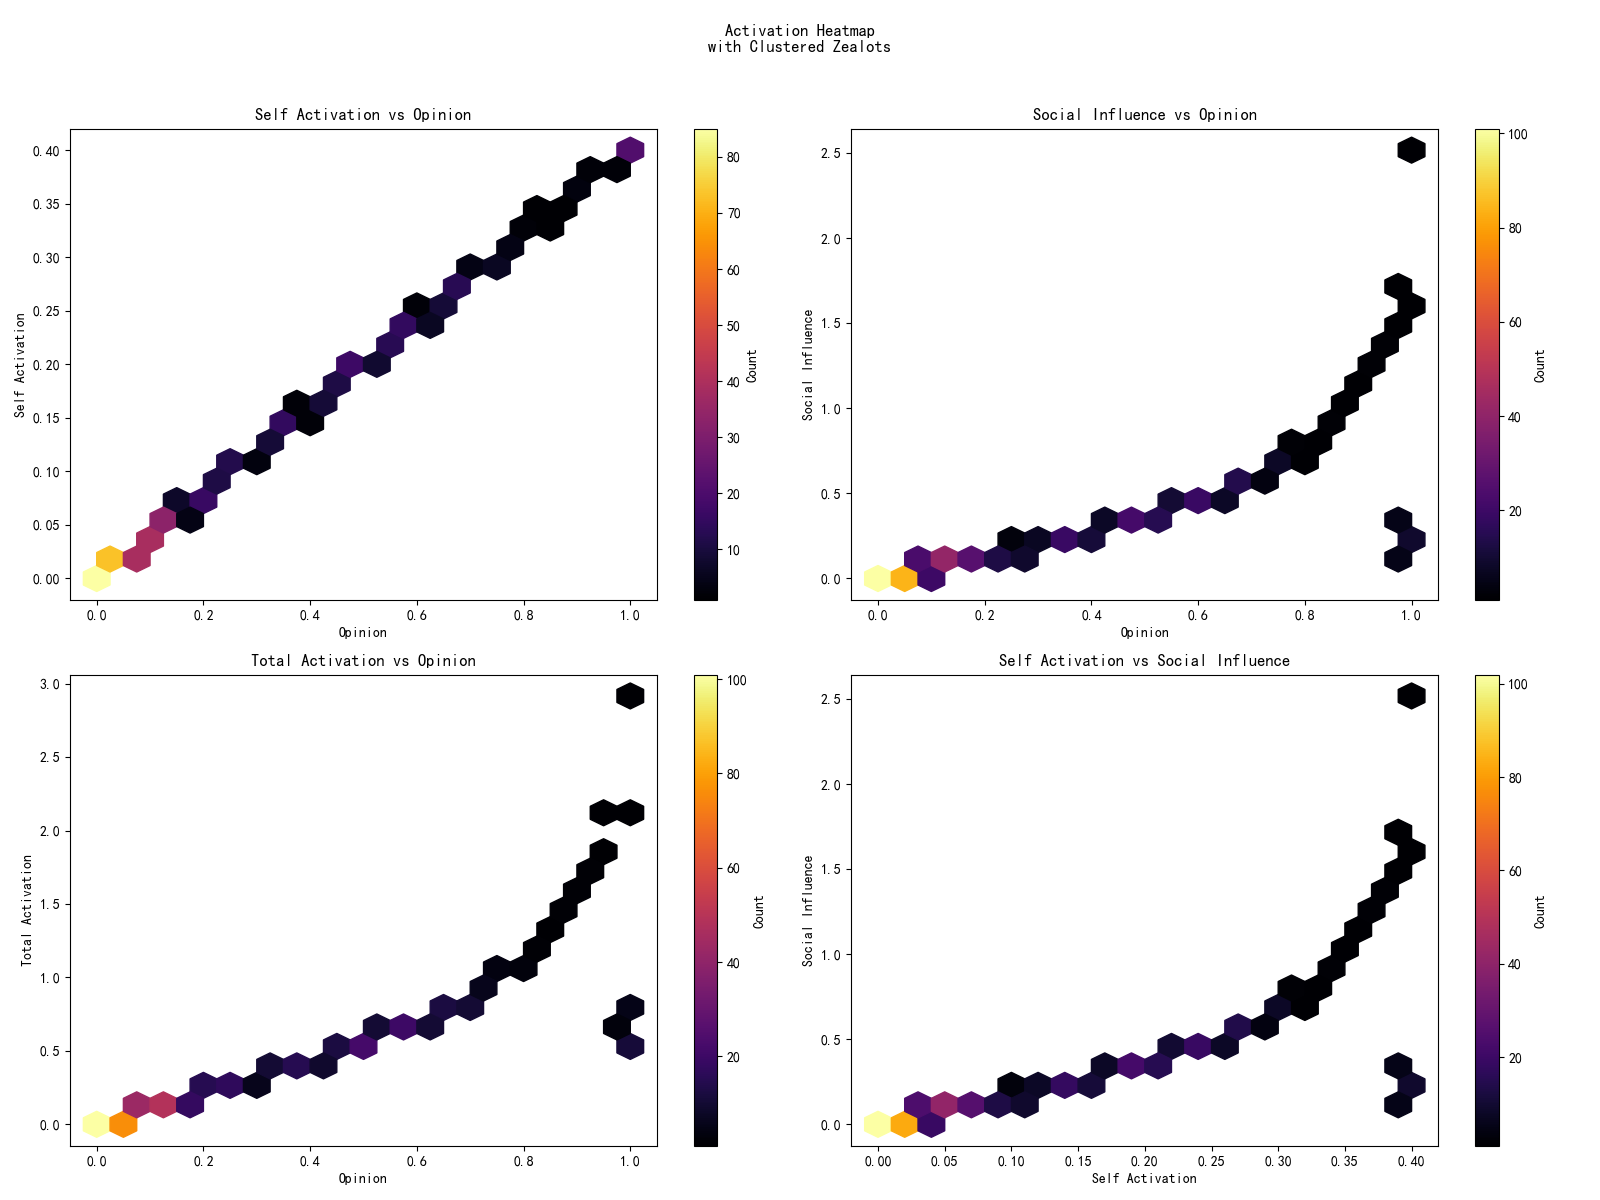 Activation Heatmap
with Clustered Zealots
Self Activation vs Opinion
0.40
0.35
0.30
0.25
0.20
0.15
0.10
0.05
0.00
Self Activation
0.0 0.2 0.4 0.6 0.8 1.0
Opinion
80
70
60
50
40
30
20
10
Count
Social Influence vs Opinion
2.5
2.0
1.5
1.0
0.5
0.0
Social Influence
0.0 0.2 0.4 0.6 0.8 1.0
Opinion
100
80
60
40
20
Count
Total Activation vs Opinion
3.0
2.5
2.0
1.5
1.0
0.5
0.0
Total Activation
0.0 0.2 0.4 0.6 0.8 1.0
Opinion
100
80
60
40
20
Count
Self Activation vs Social Influence
2.5
2.0
1.5
1.0
0.5
0.0
Social Influence
0.00 0.05 0.10 0.15 0.20 0.25 0.30 0.35 0.40
Self Activation
100
80
60
40
20
Count